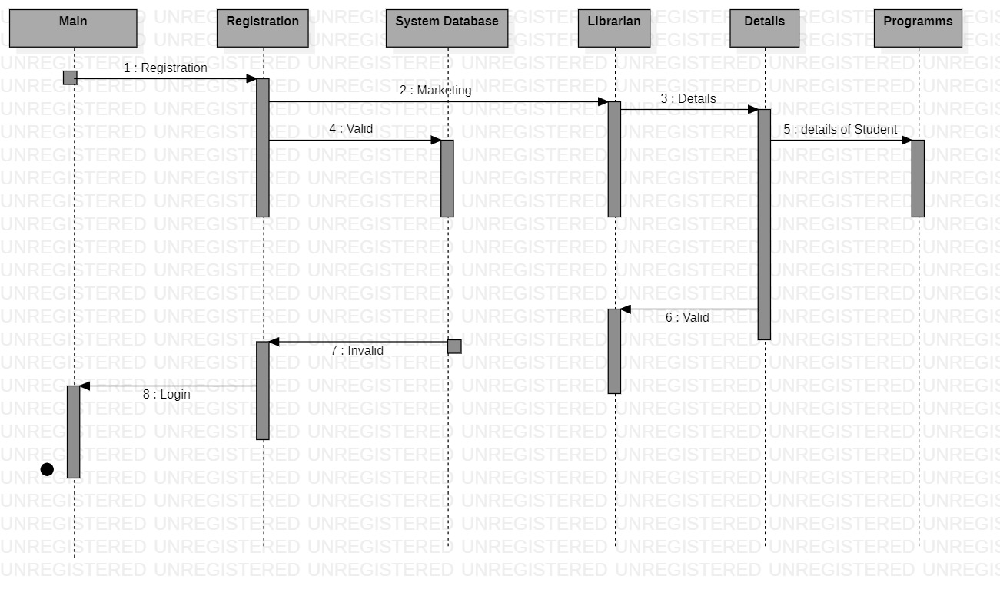 Main
Registration
System Database
Librarian
Details
Programms
1 : Registration
2 : Marketing
3 : Details
4 : Valid
5 : details of Student
6 : Valid
7 : Invalid
8 : Login
UNREGISTERED